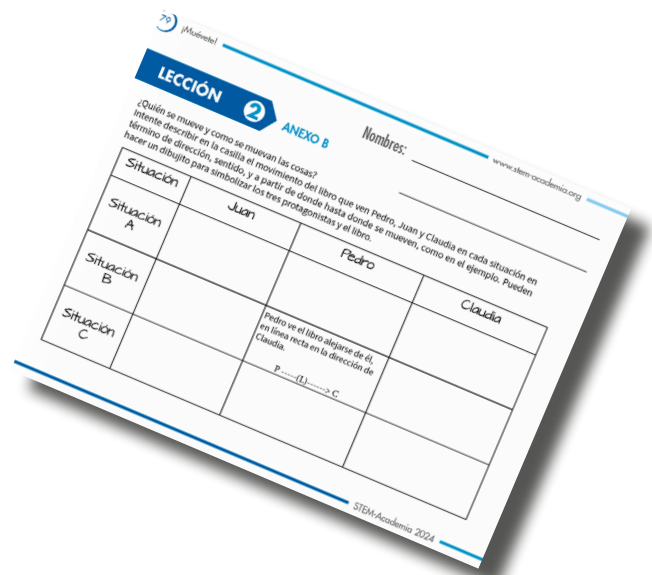 79
¡Muévete!
www.stem-academia.org
LECCIÓN 2
ANEXO B
Nombres:
¿Quién se mueve y como se muevan las cosas?
Intente describir en la casilla el movimiento del libro que ven Pedro, Juan y Claudia en cada situación en
término de dirección, sentido, y a partir de donde hasta donde se mueven, como en el ejemplo. Pueden
hacer un dibujito para simbolizar los tres protagonistas y el libro.
Situación
Juan
Pedro
Claudia
Situación
A
Situación
B
Pedro ve el libro alejarse de él,
en línea recta en la dirección de
Claudia.
P -----(L)------> C
Situación
C
STEM-Academia 2024